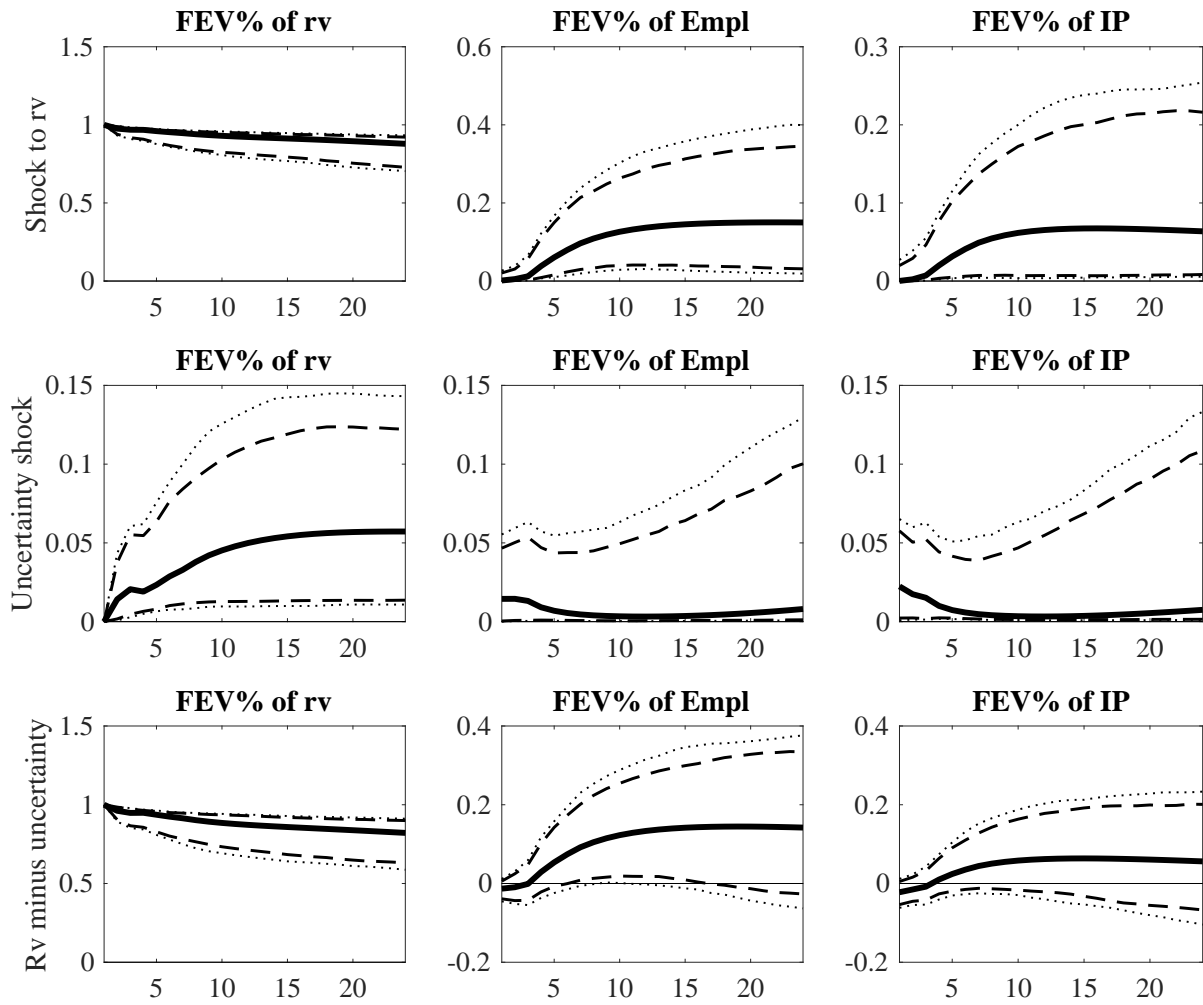 FEV% of rv FEV% of Empl FEV% of IP
Shock to rv
1.5 0.6 0.3
1 0.4 0.2
0.5 0.2 0.1
0 0 0
5 10 15 20 5 10 15 20 5 10 15 20
FEV% of rv FEV% of Empl FEV% of IP
Uncertainty shock
0.15 0.15 0.15
0.1 0.1 0.1
0.05 0.05 0.05
0 0 0
5 10 15 20 5 10 15 20 5 10 15 20
FEV% of rv FEV% of Empl FEV% of IP
Rv minus uncertainty
1.5 0.4 0.4
1 0.2 0.2
0.5 0 0
0 -0.2 -0.2
5 10 15 20 5 10 15 20 5 10 15 20